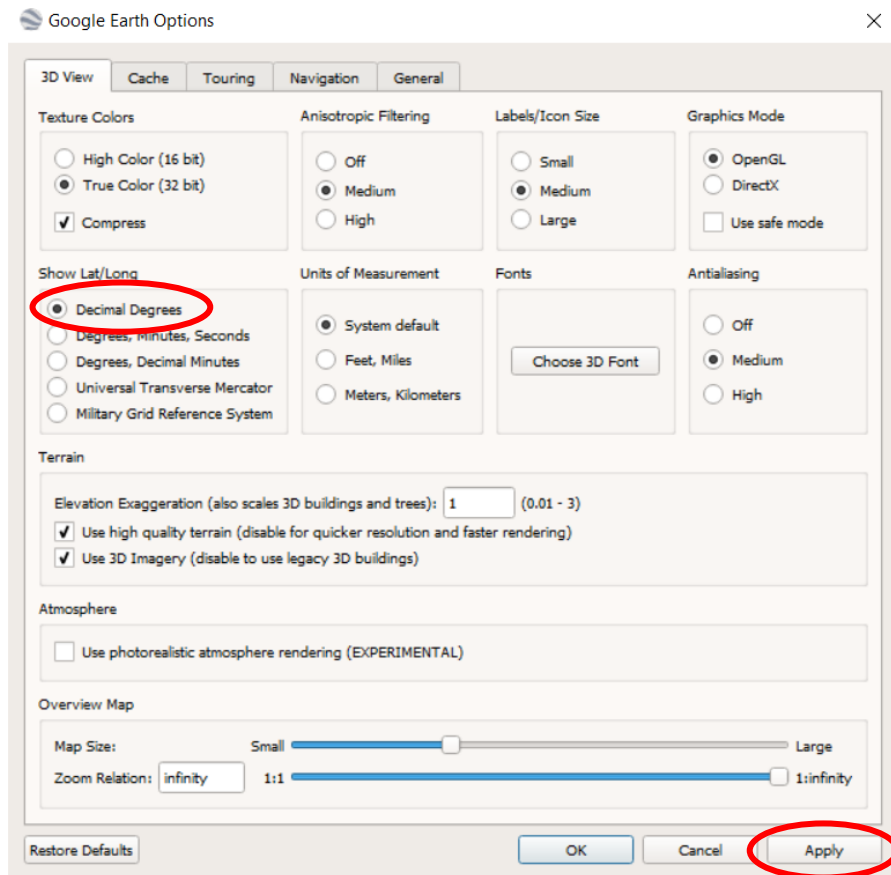 Google Earth Options
3D View Cache Touring Navigation General
Texture Colors
High Color (16 bit)
True Color (32 bit)
Compress
Anisotropic Filtering
Off
Medium
High
Labels/Icon Size
Small
Medium
Large
Graphics Mode
OpenGL
DirectX
Use safe mode
Show Lat/Long
Decimal Degrees
Degrees, Minutes, Seconds
Degrees, Decimal Minutes
Universal Transverse Mercator
Military Grid Reference System
Units of Measurement
System default
Feet, Miles
Meters, Kilometers
Fonts
Choose 3D Font
Antialiasing
Off
Medium
High
Terrain
Elevation Exaggeration (also scales 3D buildings and trees): 1 (0.01 - 3)
Use high quality terrain (disable for quicker resolution and faster rendering)
Use 3D Imagery (disable to use legacy 3D buildings)
Atmosphere
Use photorealistic atmosphere rendering (EXPERIMENTAL)
Overview Map
Map Size: Small Large
Zoom Relation: infinity 1:1 1:infinity
Restore Defaults OK Cancel Apply